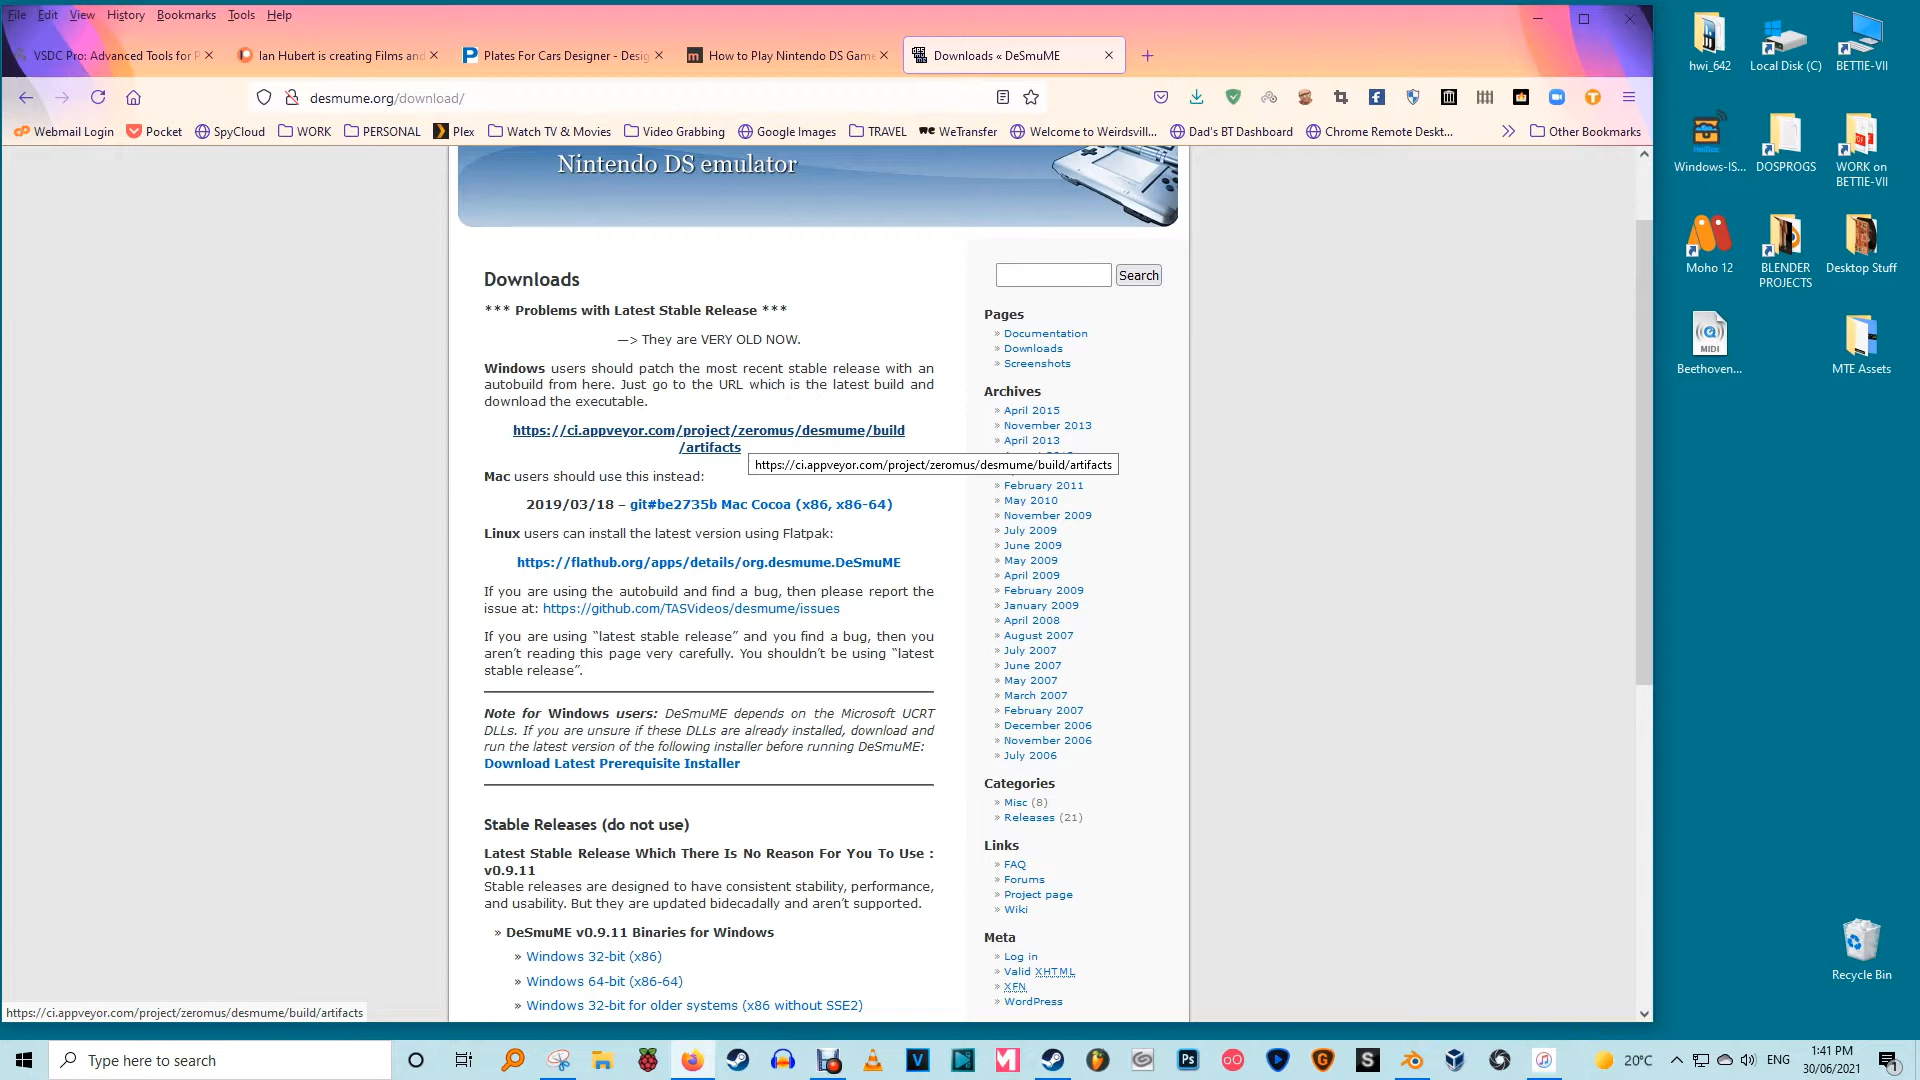 File Edit View History Bookmarks Tools Help
VSDC Pro: Advanced Tools for P
Ian Hubert is creating Films and
Plates For Cars Designer - Desig
How to Play Nintendo DS Game
Downloads « DeSmuME
desmume.org/download/
Webmail Login Pocket SpyCloud WORK PERSONAL Plex Watch TV & Movies Video Grabbing Google Images TRAVEL WeTransfer Welcome to Weirdsvill... Dad's BT Dashboard Chrome Remote Deskt... Other Bookmarks
Nintendo DS emulator
Downloads
*** Problems with Latest Stable Release ***
—> They are VERY OLD NOW.
Windows users should patch the most recent stable release with an
autobuild from here. Just go to the URL which is the latest build and
download the executable.
https://ci.appveyor.com/project/zeromus/desmume/build
/artifacts
https://ci.appveyor.com/project/zeromus/desmume/build/artifacts
Mac users should use this instead:
2019/03/18 – git#be2735b Mac Cocoa (x86, x86-64)
Linux users can install the latest version using Flatpak:
https://flathub.org/apps/details/org.desmume.DeSmuME
If you are using the autobuild and find a bug, then please report the
issue at: https://github.com/TASVideos/desmume/issues
If you are using “latest stable release” and you find a bug, then you
aren’t reading this page very carefully. You shouldn’t be using “latest
stable release”.
Note for Windows users: DeSmuME depends on the Microsoft UCRT
DLLs. If you are unsure if these DLLs are already installed, download and
run the latest version of the following installer before running DeSmuME:
Download Latest Prerequisite Installer
Stable Releases (do not use)
Latest Stable Release Which There Is No Reason For You To Use :
v0.9.11
Stable releases are designed to have consistent stability, performance,
and usability. But they are updated bidecadally and aren’t supported.
» DeSmuME v0.9.11 Binaries for Windows
» Windows 32-bit (x86)
» Windows 64-bit (x86-64)
» Windows 32-bit for older systems (x86 without SSE2)
Search
Pages
» Documentation
» Downloads
» Screenshots
Archives
» April 2015
» November 2013
» April 2013
» February 2011
» May 2010
» November 2009
» July 2009
» June 2009
» May 2009
» April 2009
» February 2009
» January 2009
» April 2008
» August 2007
» July 2007
» June 2007
» May 2007
» March 2007
» February 2007
» December 2006
» November 2006
» July 2006
Categories
» Misc (8)
» Releases (21)
Links
» FAQ
» Forums
» Project page
» Wiki
Meta
» Log in
» Valid XHTML
» XFN
» WordPress
https://ci.appveyor.com/project/zeromus/desmume/build/artifacts
hwi_642
Local Disk (C)
BETTIE-VII
Windows-IS...
DOSPROGS
WORK on
BETTIE-VII
Moho 12
BLENDER
PROJECTS
Desktop Stuff
MIDI
Beethoven...
MTE Assets
Recycle Bin
Type here to search
20°C
ENG
1:41 PM
30/06/2021